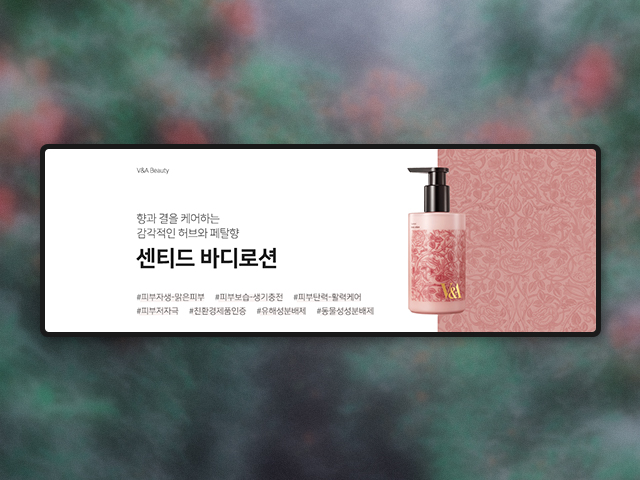 V&A Beauty
향과 결을 케어하는
감각적인 허브와 페탈향
센티드 바디로션
#피부자생-맑은피부 #피부보습-생기충전 #피부탄력-활력케어
#피부저자극 #친환경제품인증 #유해성분배제 #동물성성분배제
V&A